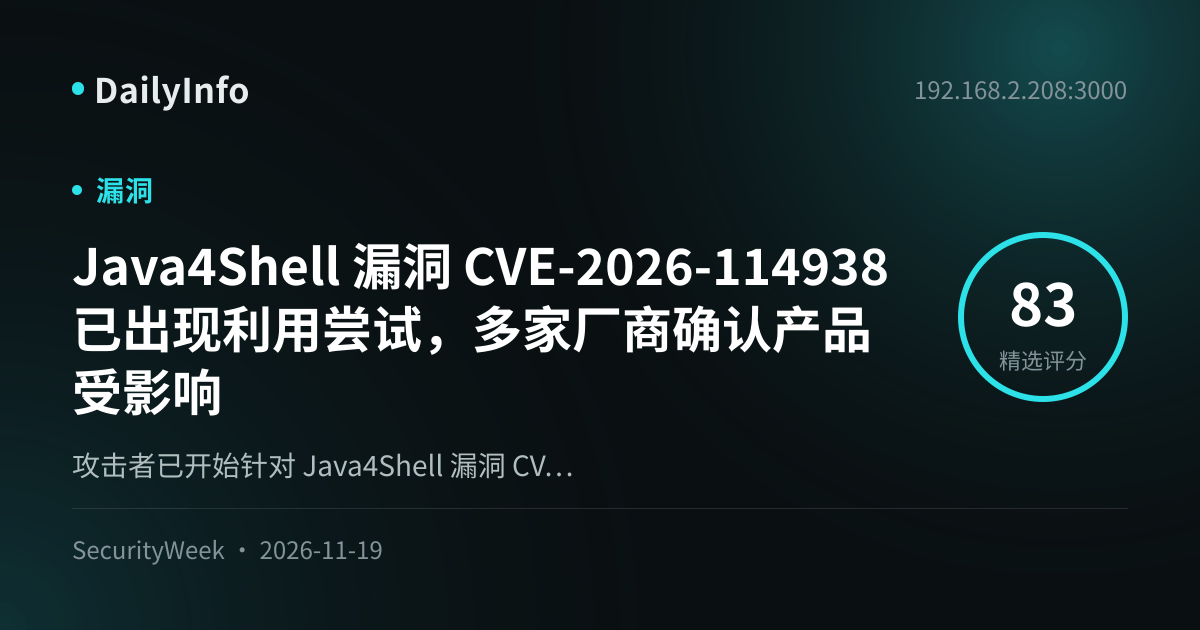 DailyInfo
192.168.2.208:3000
漏洞
Java4Shell 漏洞 CVE-2026-114938
已出现利用尝试，多家厂商确认产品
受影响
83
精选评分
攻击者已开始针对 Java4Shell 漏洞 CV…
SecurityWeek · 2026-11-19